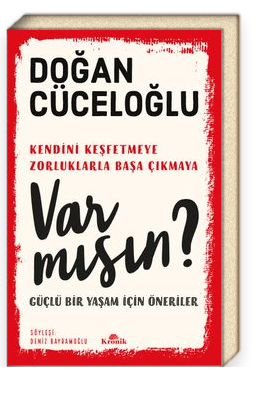 DOĞAN
CÜCELOĞLU
KENDİNİ KEŞFETMEYE
ZORLUKLARLA BAŞA ÇIKMAYA
Var
mısın?
GÜÇLÜ BİR YAŞAM İÇİN ÖNERİLER
SÖYLEŞİ:
DENİZ BAYRAMOĞLU
Kronik